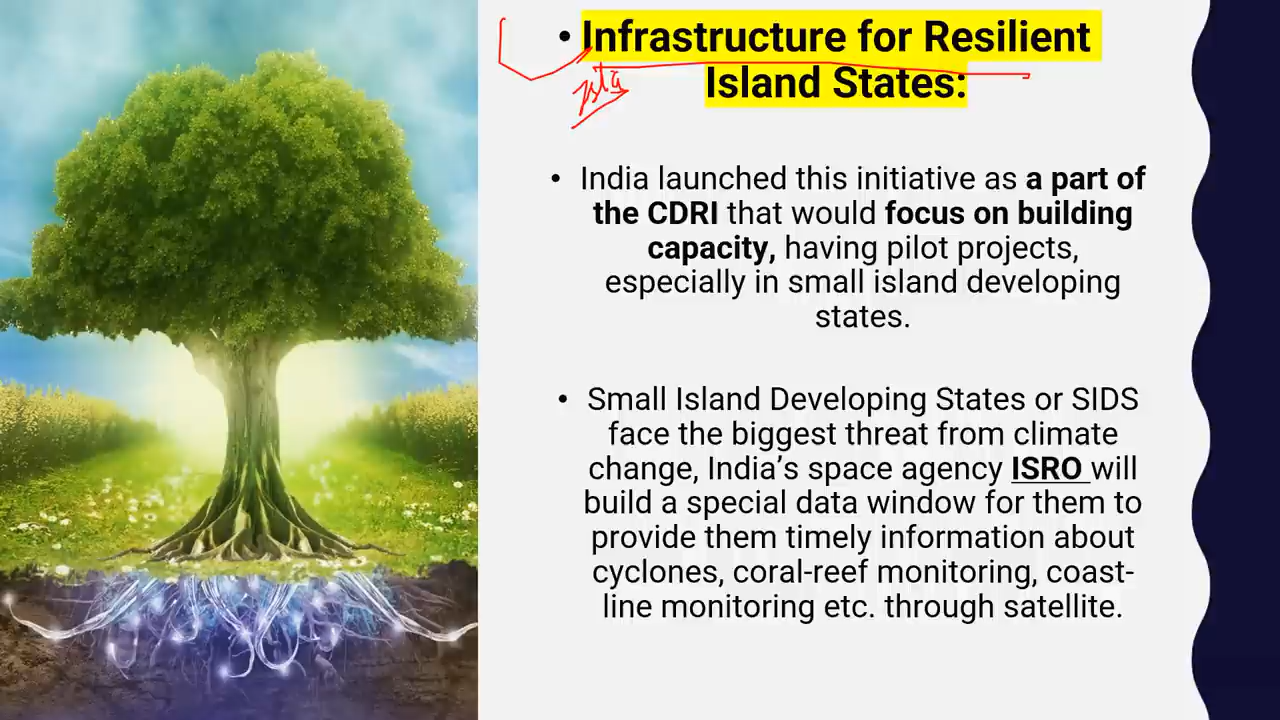 • Infrastructure for Resilient
Island States:
• India launched this initiative as a part of
the CDRI that would focus on building
capacity, having pilot projects,
especially in small island developing
states.
• Small Island Developing States or SIDS
face the biggest threat from climate
change, India’s space agency ISRO will
build a special data window for them to
provide them timely information about
cyclones, coral-reef monitoring, coast-
line monitoring etc. through satellite.